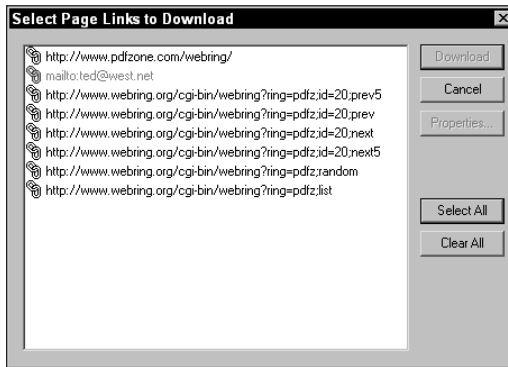 Select Page Links to Download
http://www.pdfzone.com/webring/
mailto:ted@west.net
http://www.webring.org/cgi-bin/webring?ring=pdfz;id=20;prev5
http://www.webring.org/cgi-bin/webring?ring=pdfz;id=20;prev
http://www.webring.org/cgi-bin/webring?ring=pdfz;id=20;next
http://www.webring.org/cgi-bin/webring?ring=pdfz;id=20;next5
http://www.webring.org/cgi-bin/webring?ring=pdfz;random
http://www.webring.org/cgi-bin/webring?ring=pdfz;list
Download
Cancel
Properties...
Select All
Clear All